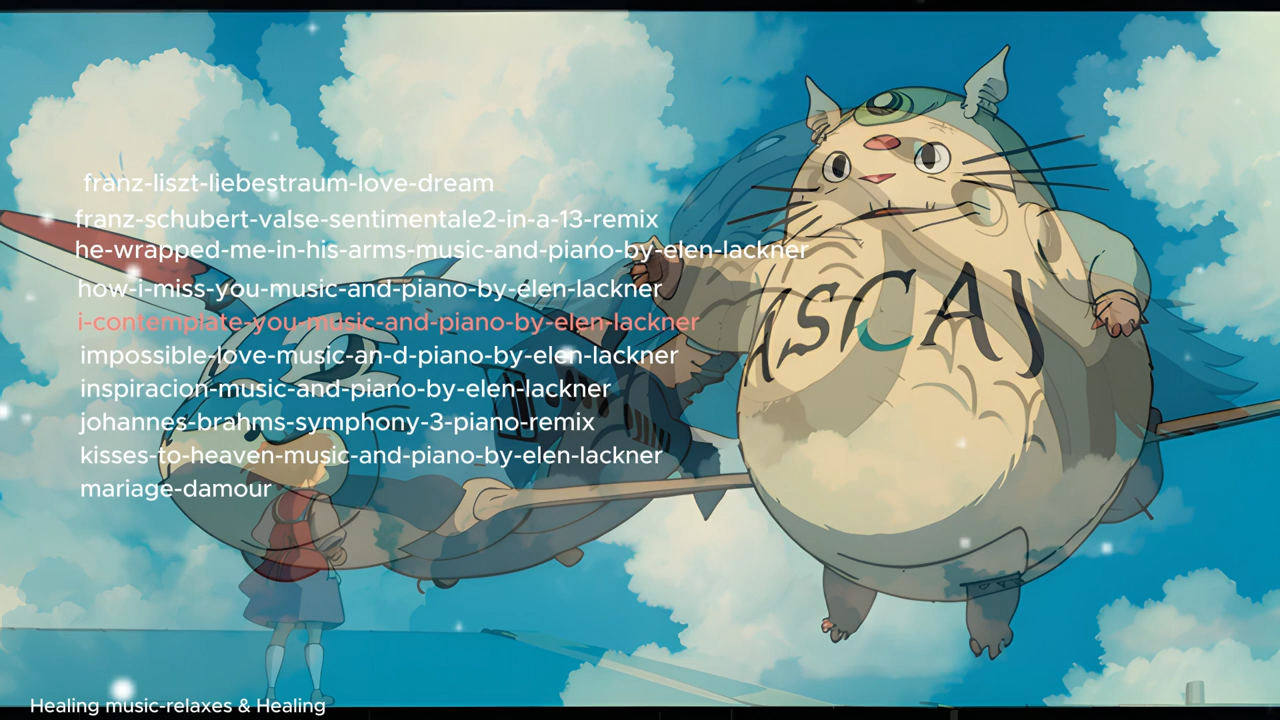 franz-liszt-liebestraum-love-dream
franz-schubert-valse-sentimentale2-in-a-13-remix
he-wrapped-me-in-his-arms-music-and-piano-by-elen-lackner
how-i-miss-you-music-and-piano-by-elen-lackner
i-contemplate-you-music-and-piano-by-elen-lackner
impossible-love-music-an-d-piano-by-elen-lackner
inspiracion-music-and-piano-by-elen-lackner
johannes-brahms-symphony-3-piano-remix
kisses-to-heaven-music-and-piano-by-elen-lackner
mariage-damour
Healing music-relaxes & Healing